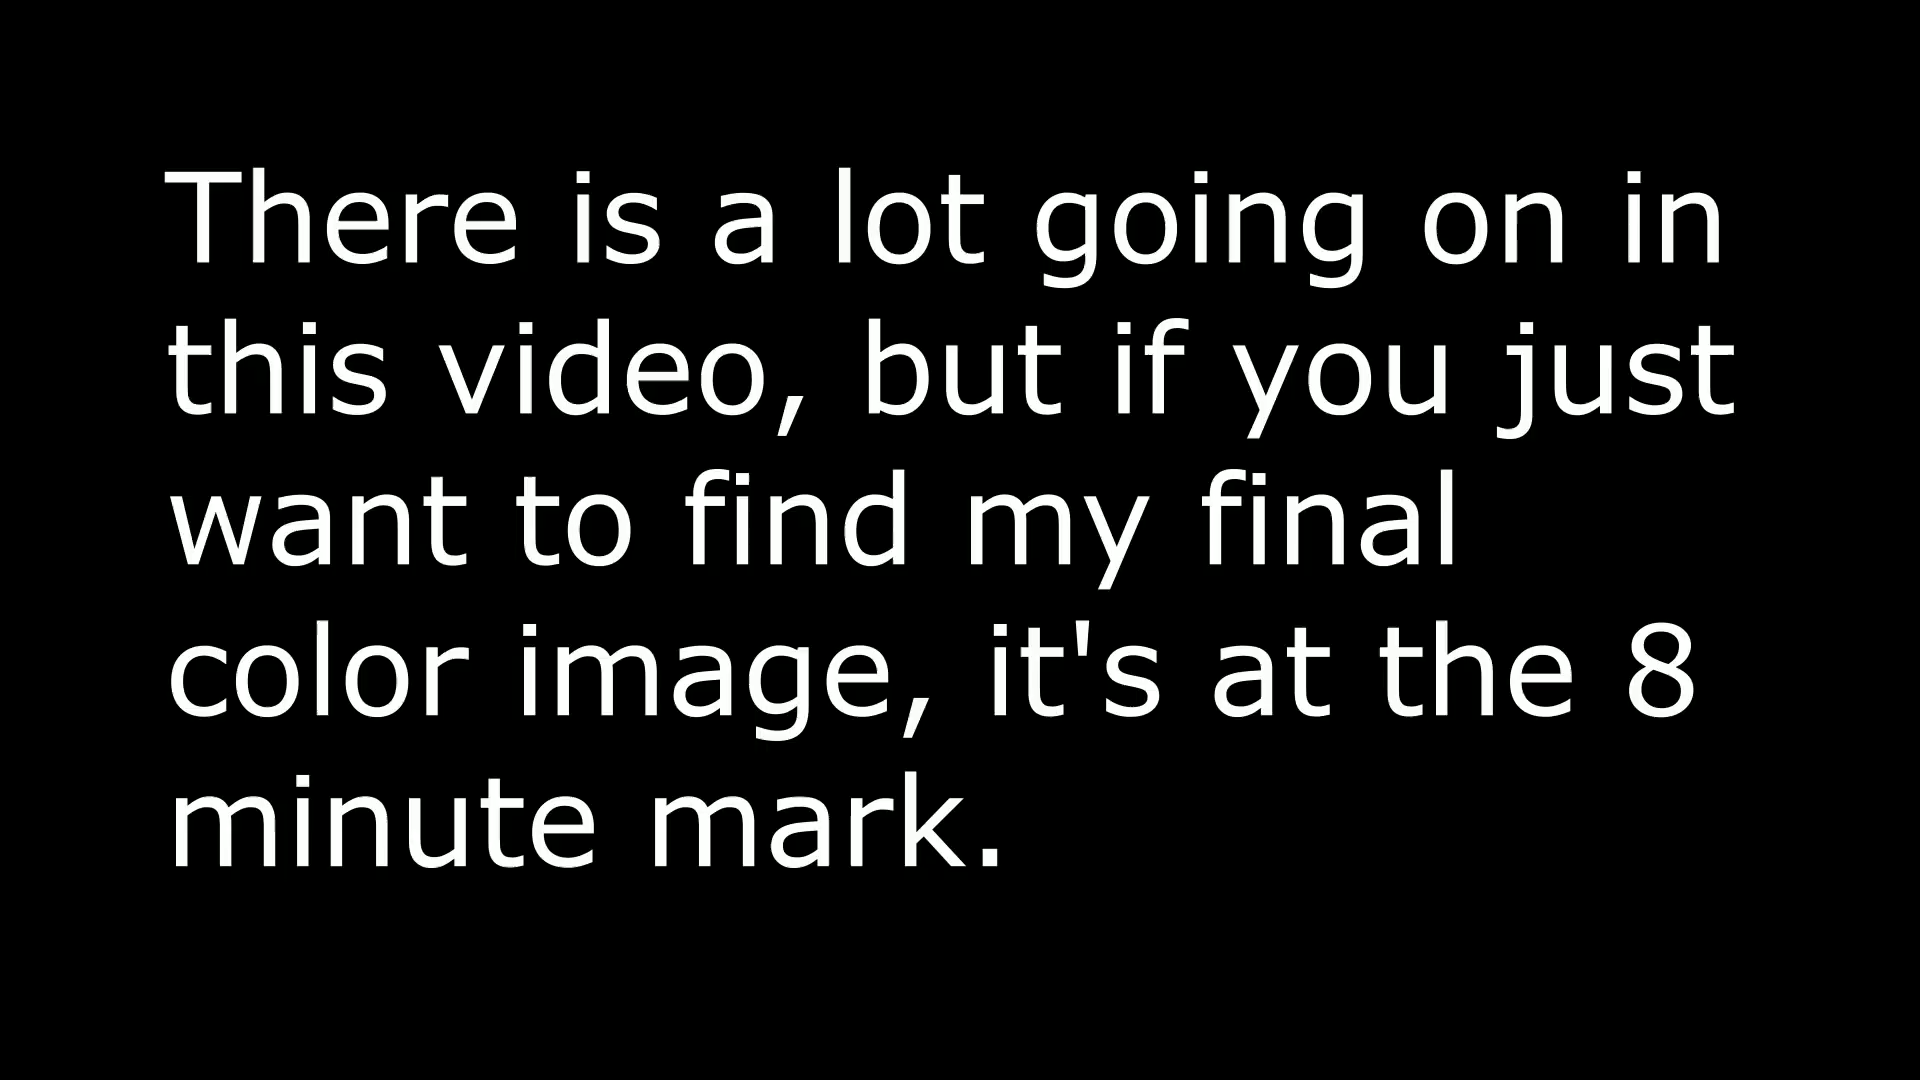 There is a lot going on in
this video, but if you just
want to find my final
color image, it's at the 8
minute mark.